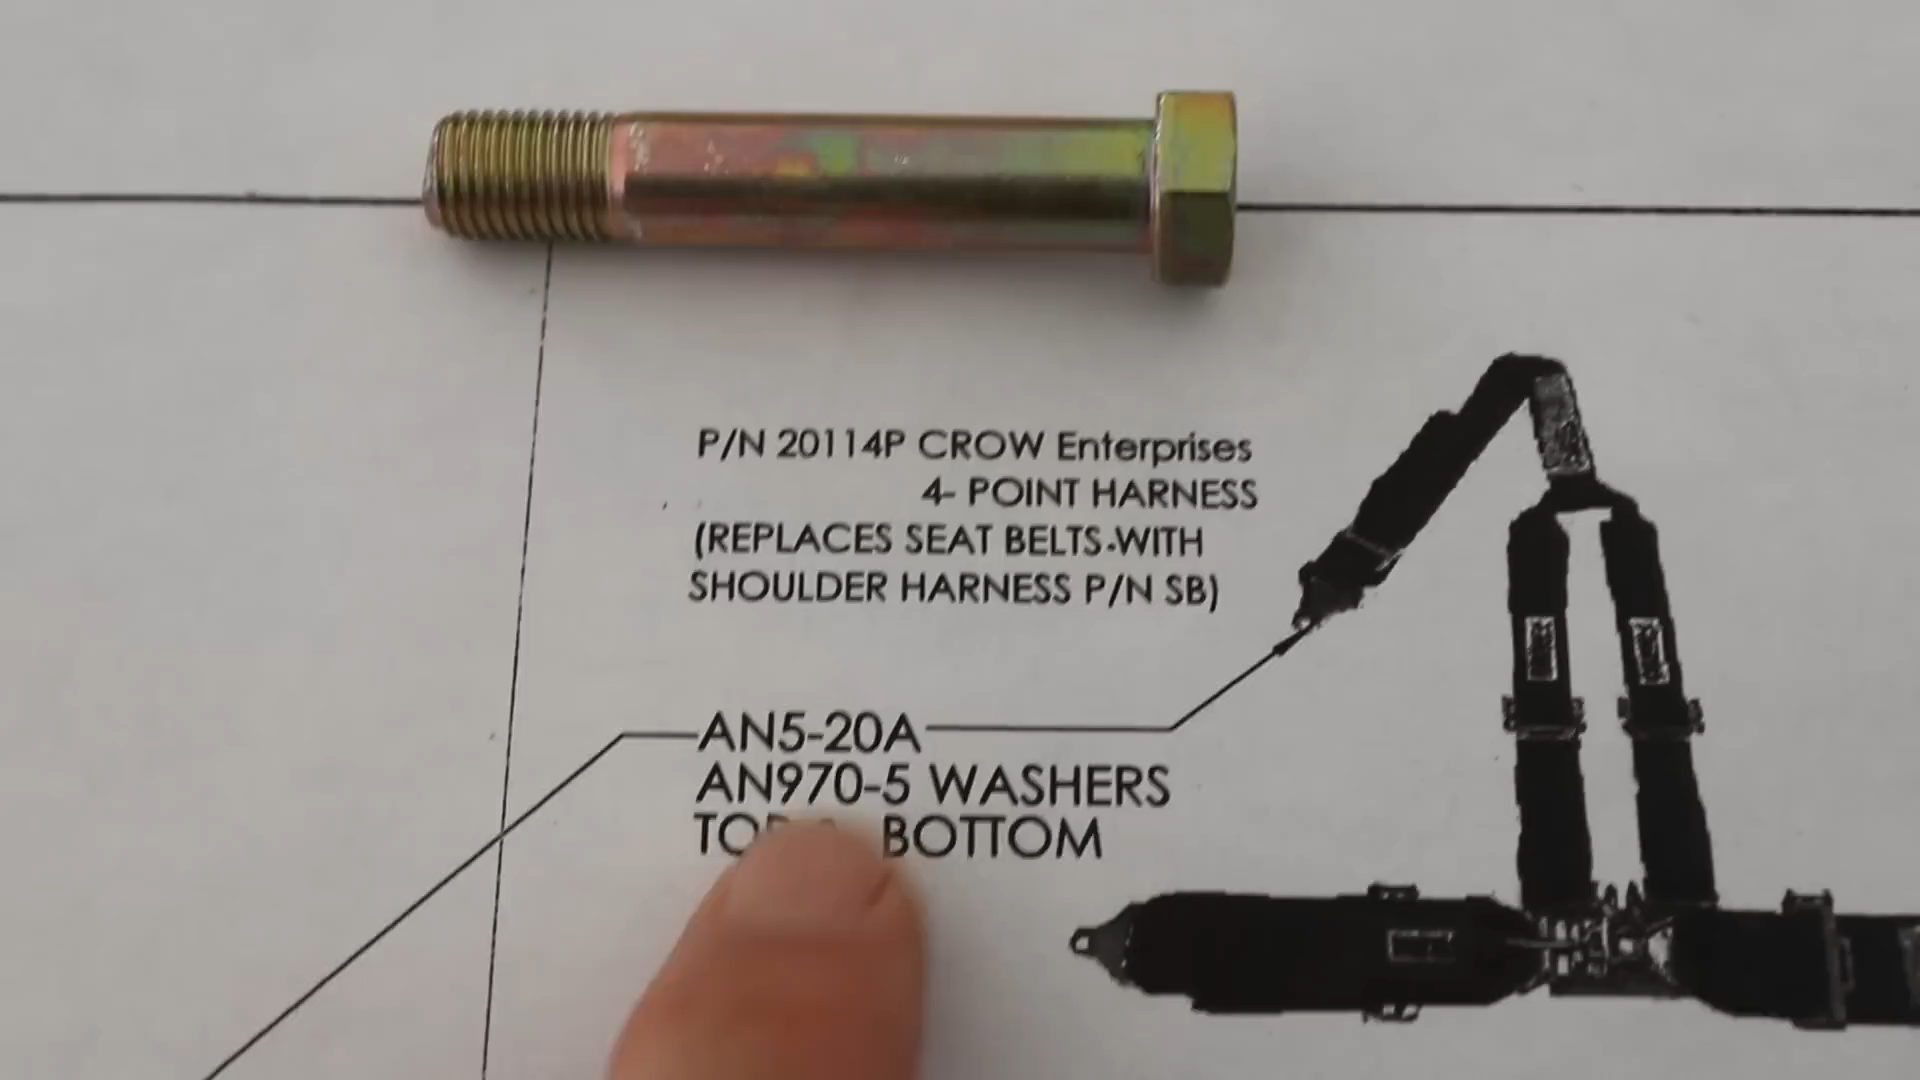 P/N 20114P CROW Enterprises
4- POINT HARNESS
(REPLACES SEAT BELTS-WITH
SHOULDER HARNESS P/N SB)
AN5-20A
AN970-5 WASHERS
BOTTOM